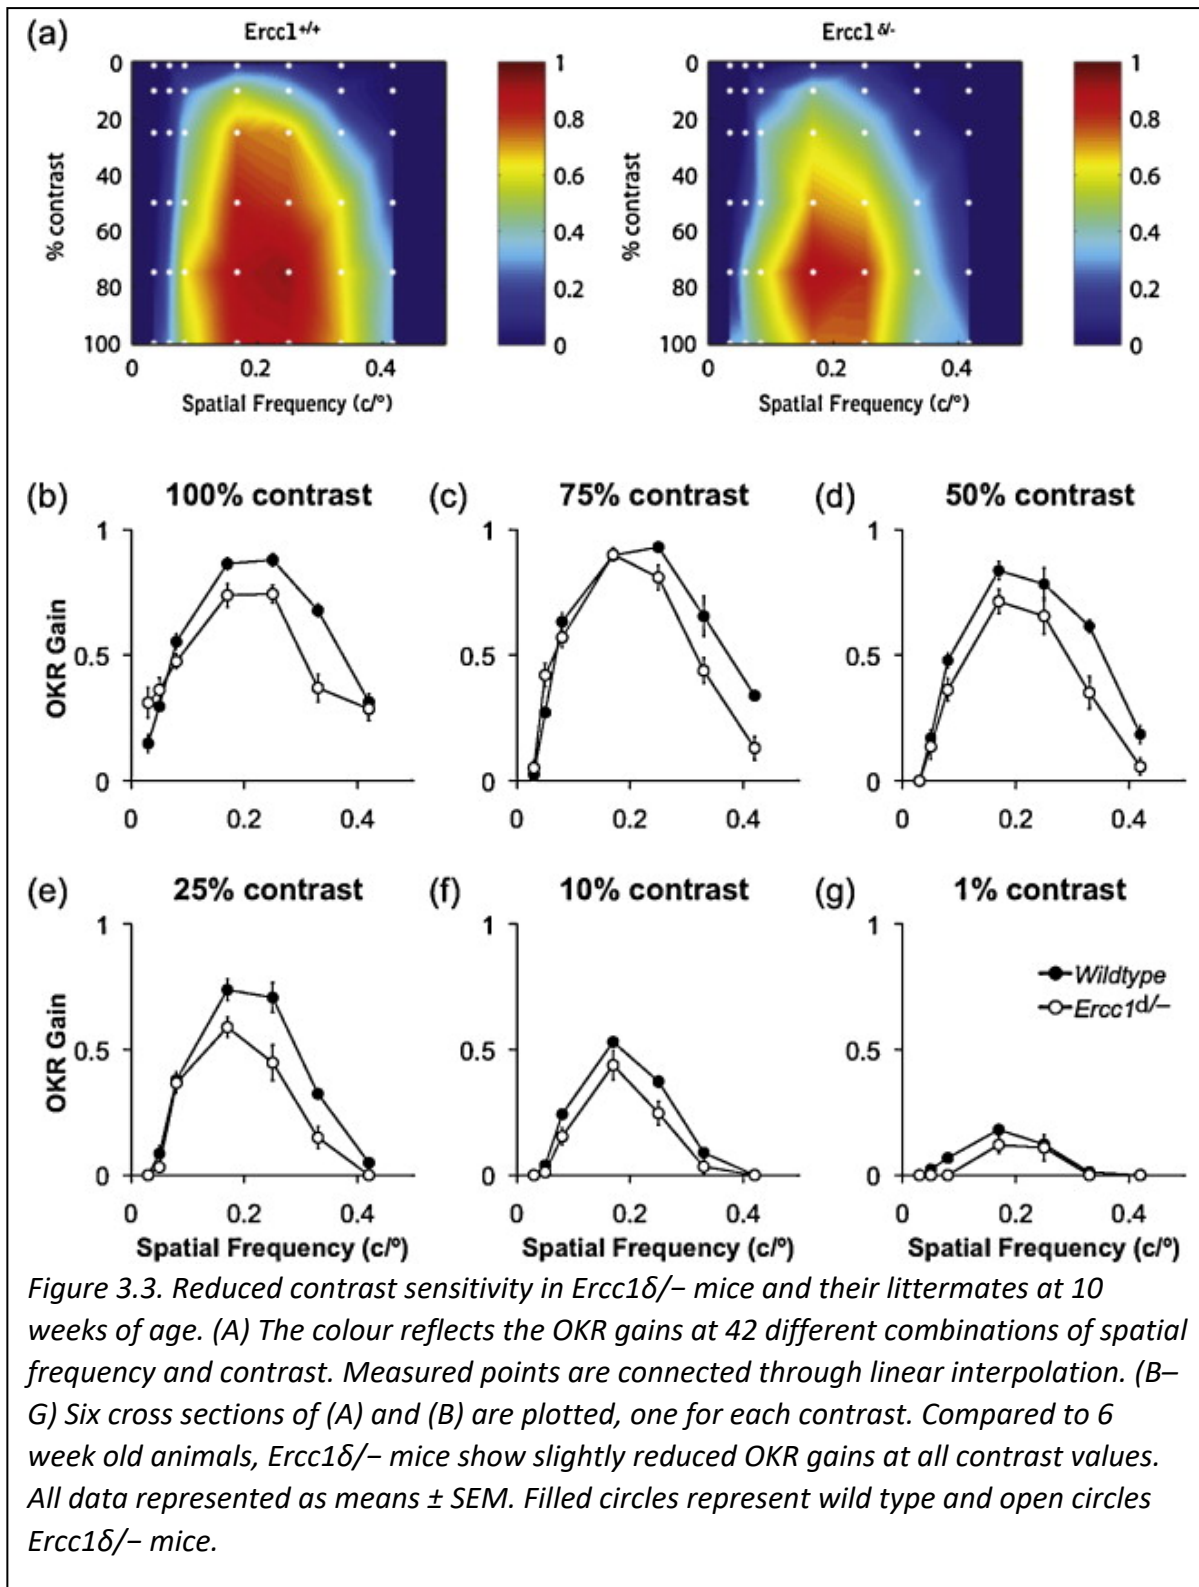 (a)
Ercc1+/+
Ercc1δ/-
0
20
40
60
80
100
% contrast
0
0.2
0.4
Spatial Frequency (c/°)
1
0.8
0.6
0.4
0.2
0
0
20
40
60
80
100
% contrast
0
0.2
0.4
Spatial Frequency (c/°)
1
0.8
0.6
0.4
0.2
0
(b) 100% contrast
1
0.5
0
OKR Gain
0 0.2 0.4
(c) 75% contrast
1
0.5
0
0 0.2 0.4
(d) 50% contrast
1
0.5
0
0 0.2 0.4
(e) 25% contrast
1
0.5
0
OKR Gain
0 0.2 0.4
Spatial Frequency (c/°)
(f) 10% contrast
1
0.5
0
0 0.2 0.4
Spatial Frequency (c/°)
(g) 1% contrast
1
0.5
0
Wildtype
Ercc1d/–
0 0.2 0.4
Spatial Frequency (c/°)
Figure 3.3. Reduced contrast sensitivity in Ercc1δ/− mice and their littermates at 10
weeks of age. (A) The colour reflects the OKR gains at 42 different combinations of spatial
frequency and contrast. Measured points are connected through linear interpolation. (B–
G) Six cross sections of (A) and (B) are plotted, one for each contrast. Compared to 6
week old animals, Ercc1δ/− mice show slightly reduced OKR gains at all contrast values.
All data represented as means ± SEM. Filled circles represent wild type and open circles
Ercc1δ/− mice.